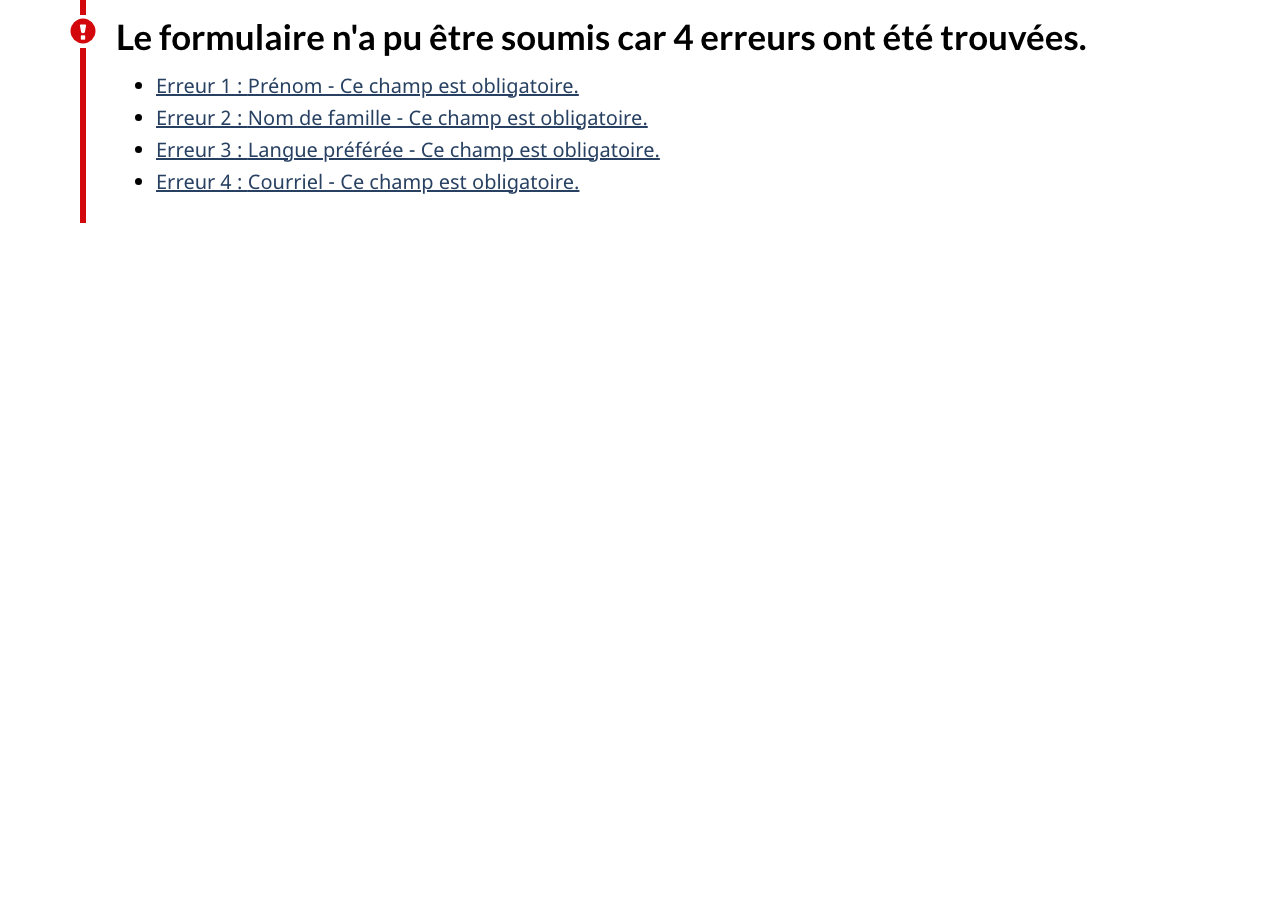 Le formulaire n'a pu être soumis car 4 erreurs ont été trouvées.
Erreur 1 : Prénom - Ce champ est obligatoire.
Erreur 2 : Nom de famille - Ce champ est obligatoire.
Erreur 3 : Langue préférée - Ce champ est obligatoire.
Erreur 4 : Courriel - Ce champ est obligatoire.